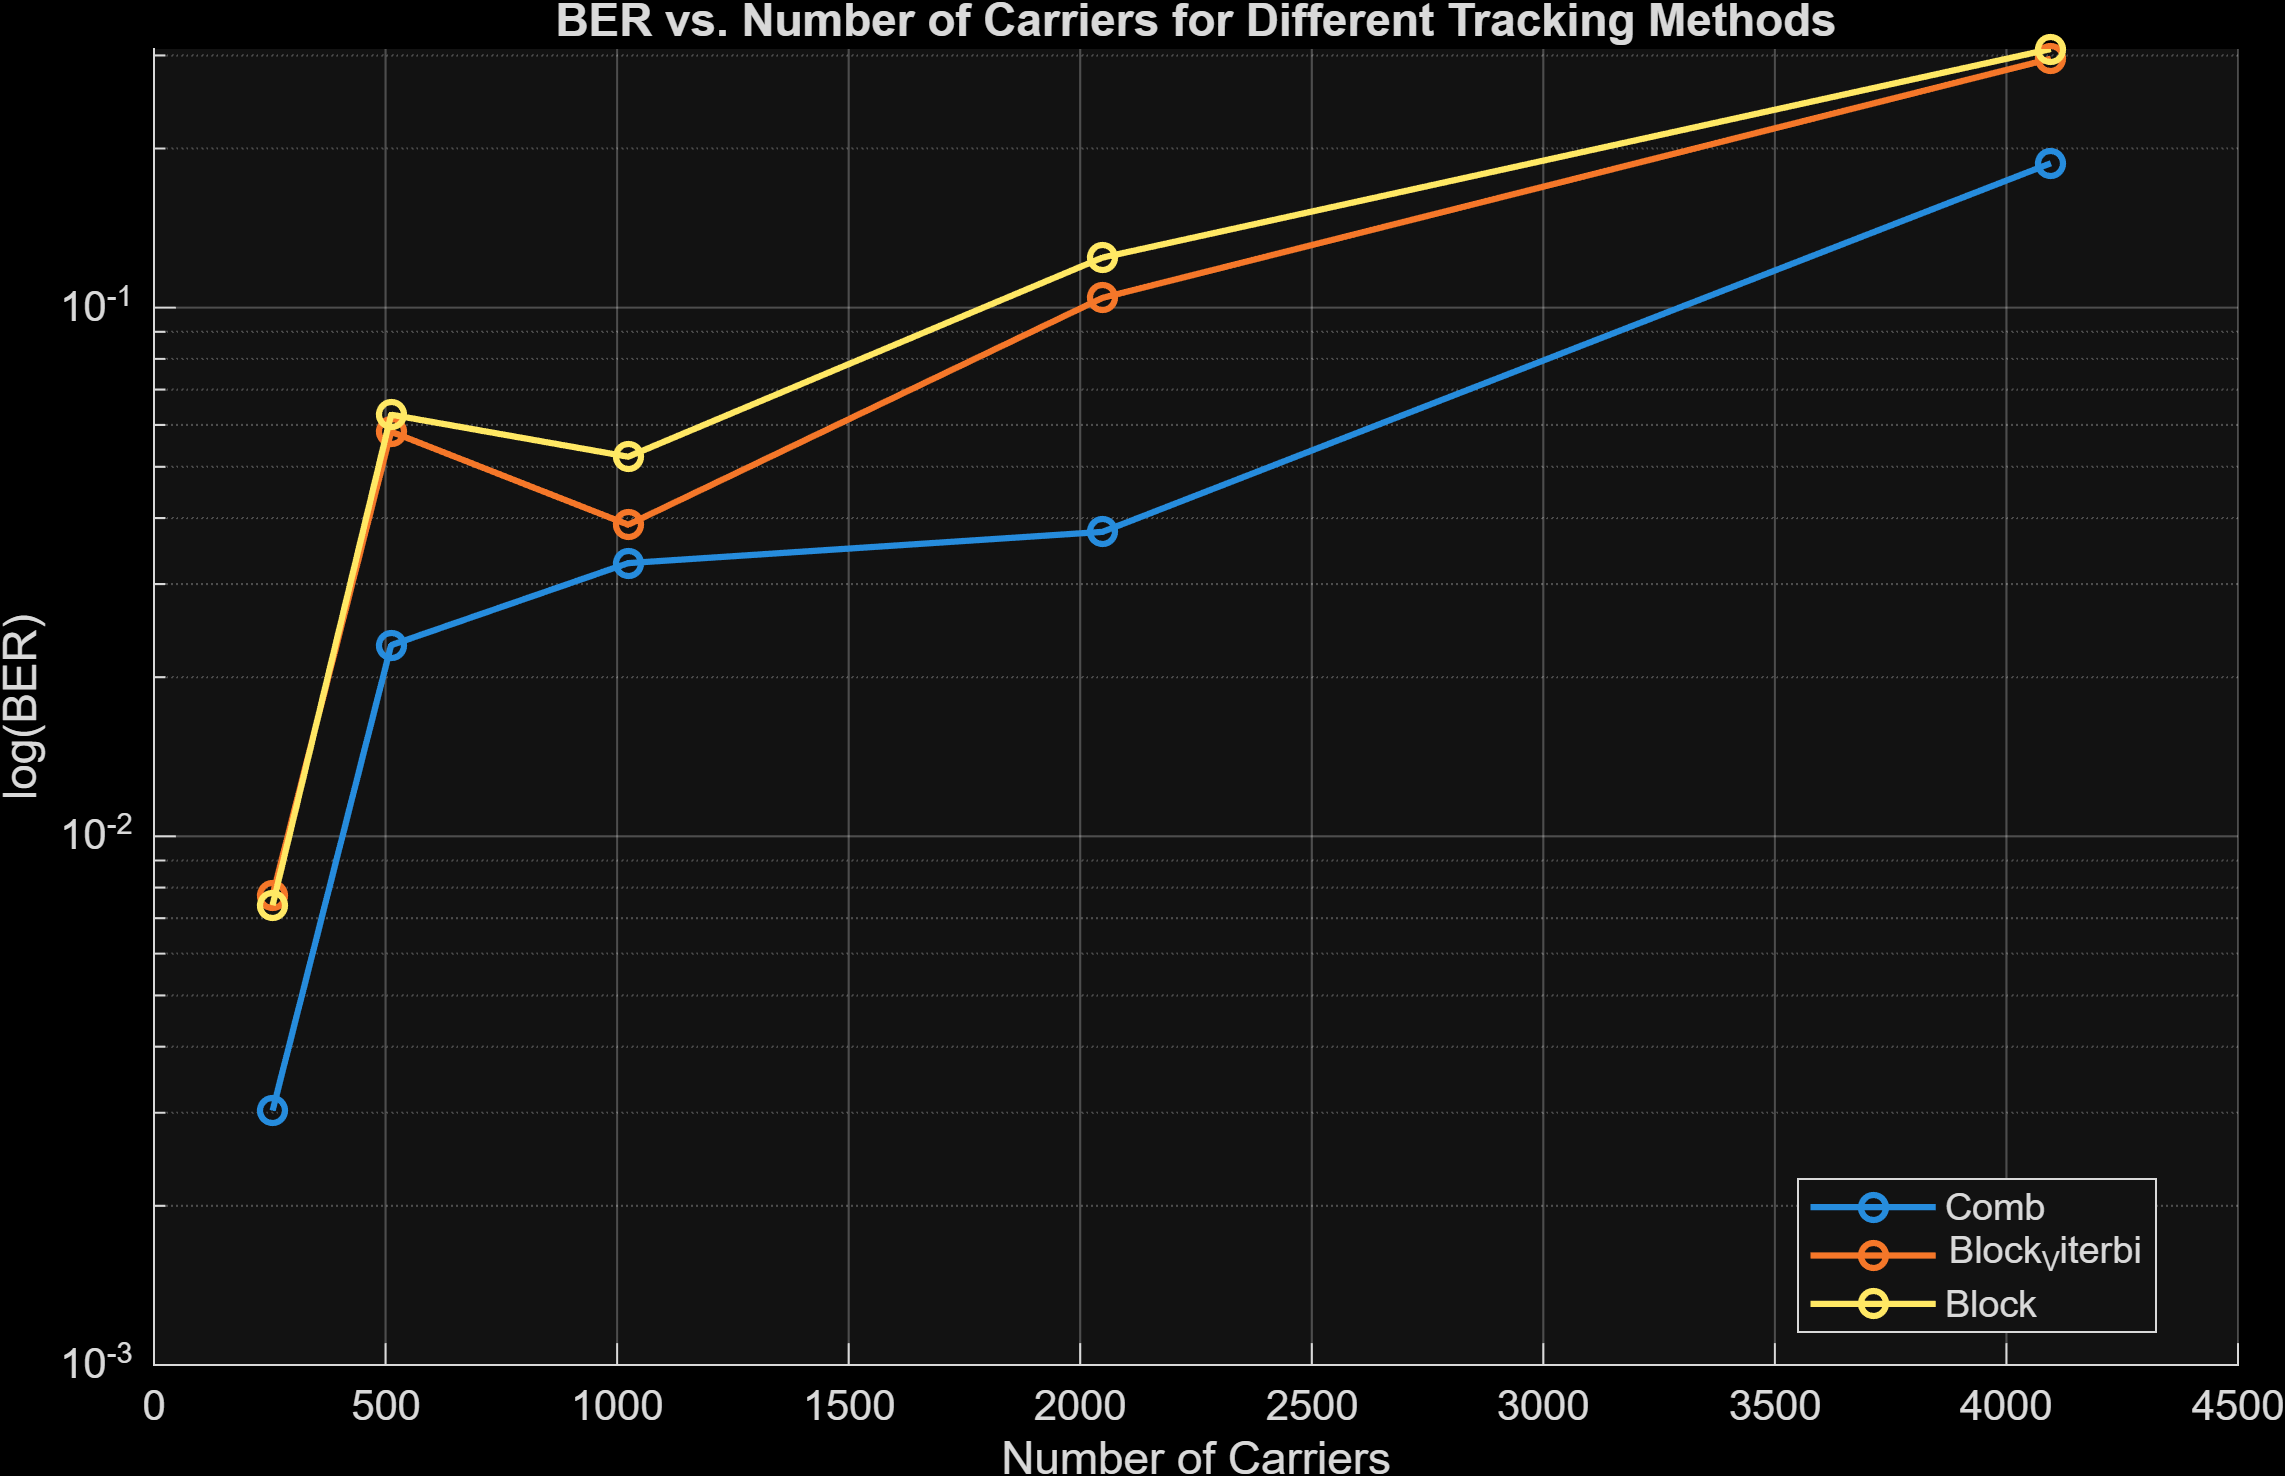 BER vs. Number of Carriers for Different Tracking Methods
log(BER)
10^-1
10^-2
10^-3
0 500 1000 1500 2000 2500 3000 3500 4000 4500
Number of Carriers
Comb
Block_Viterbi
Block